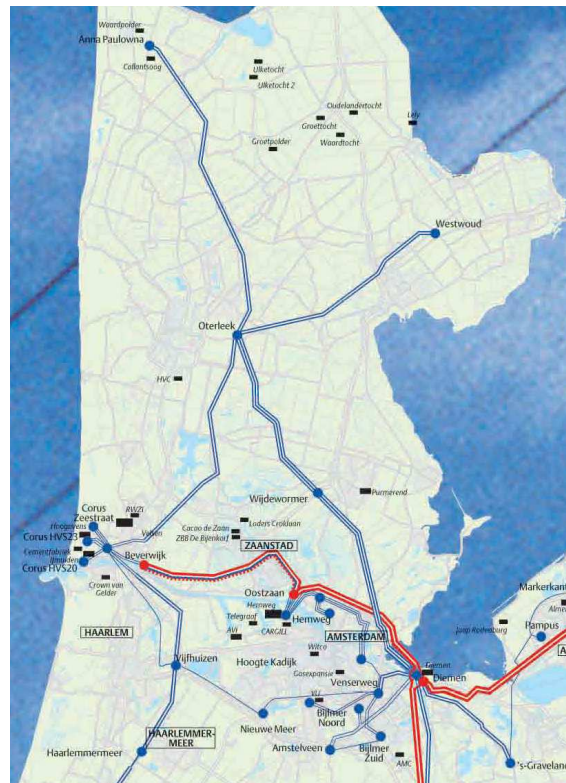 Waardpolder
Anna Paulowna
Callantsoog
Ulketocht
Ulketocht 2
Oudelandertocht
Groettocht
Lely
Waardtocht
Groetpolder
Westwoud
Oterleek
HVC
Wijdewormer
Purmerend
Corus
Zeestraat
RWZI
Hoogovens
Corus HVS23
Velsen
Cementfabriek
IJmuiden
Corus HVS20
Beverwijk
Crown van
Gelder
Cacao de Zaan
Loders Croklaan
ZBB De Bijenkorf
ZAANSTAD
Oostzaan
Hemweg
Hemweg
Telegraaf
CARGILL
AVI
HAARLEM
AMSTERDAM
Witco
Hoogte Kadijk
Gasexpansie
Venserweg
Diemen
Diemen
Jaap Rodenburg
Markerkant
Almere
Pampus
Vijfhuizen
VU
Bijlmer
Noord
Nieuwe Meer
HAARLEMMER-
MEER
Haarlemmermeer
Amstelveen
Bijlmer
Zuid
AMC
's-Graveland